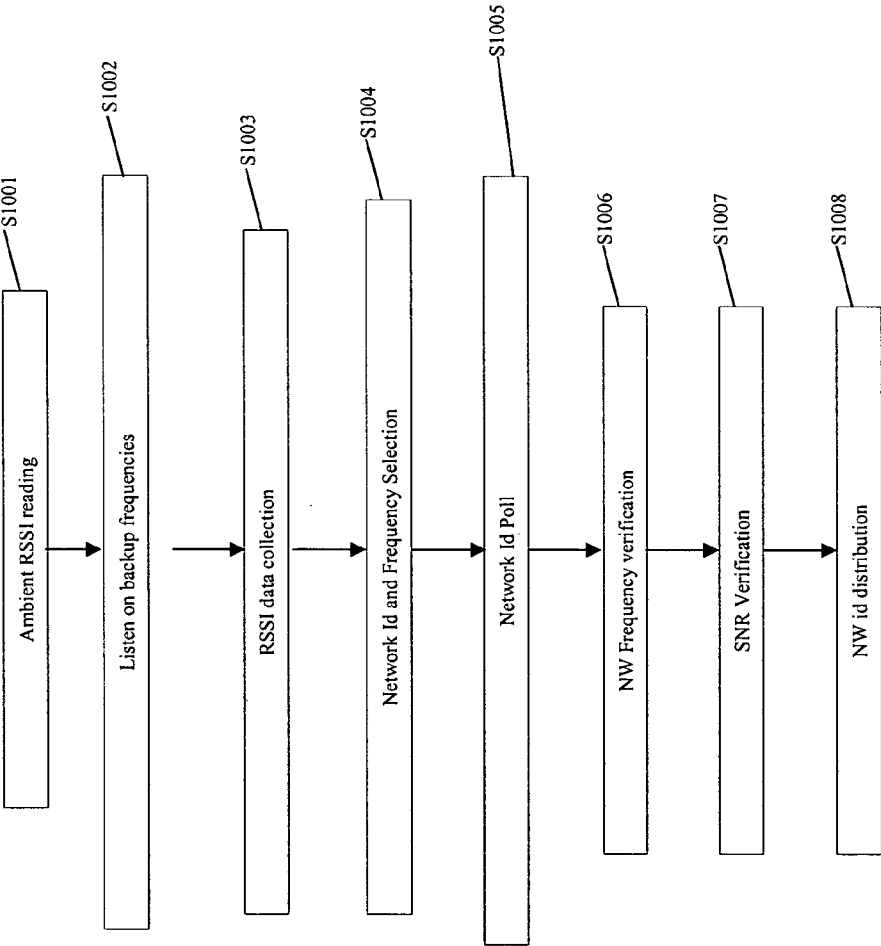 Ambient RSSI reading
S1001
Listen on backup frequencies
S1002
RSSI data collection
S1003
Network Id and Frequency Selection
S1004
Network Id Poll
S1005
NW Frequency verification
S1006
SNR Verification
S1007
NW id distribution
S1008